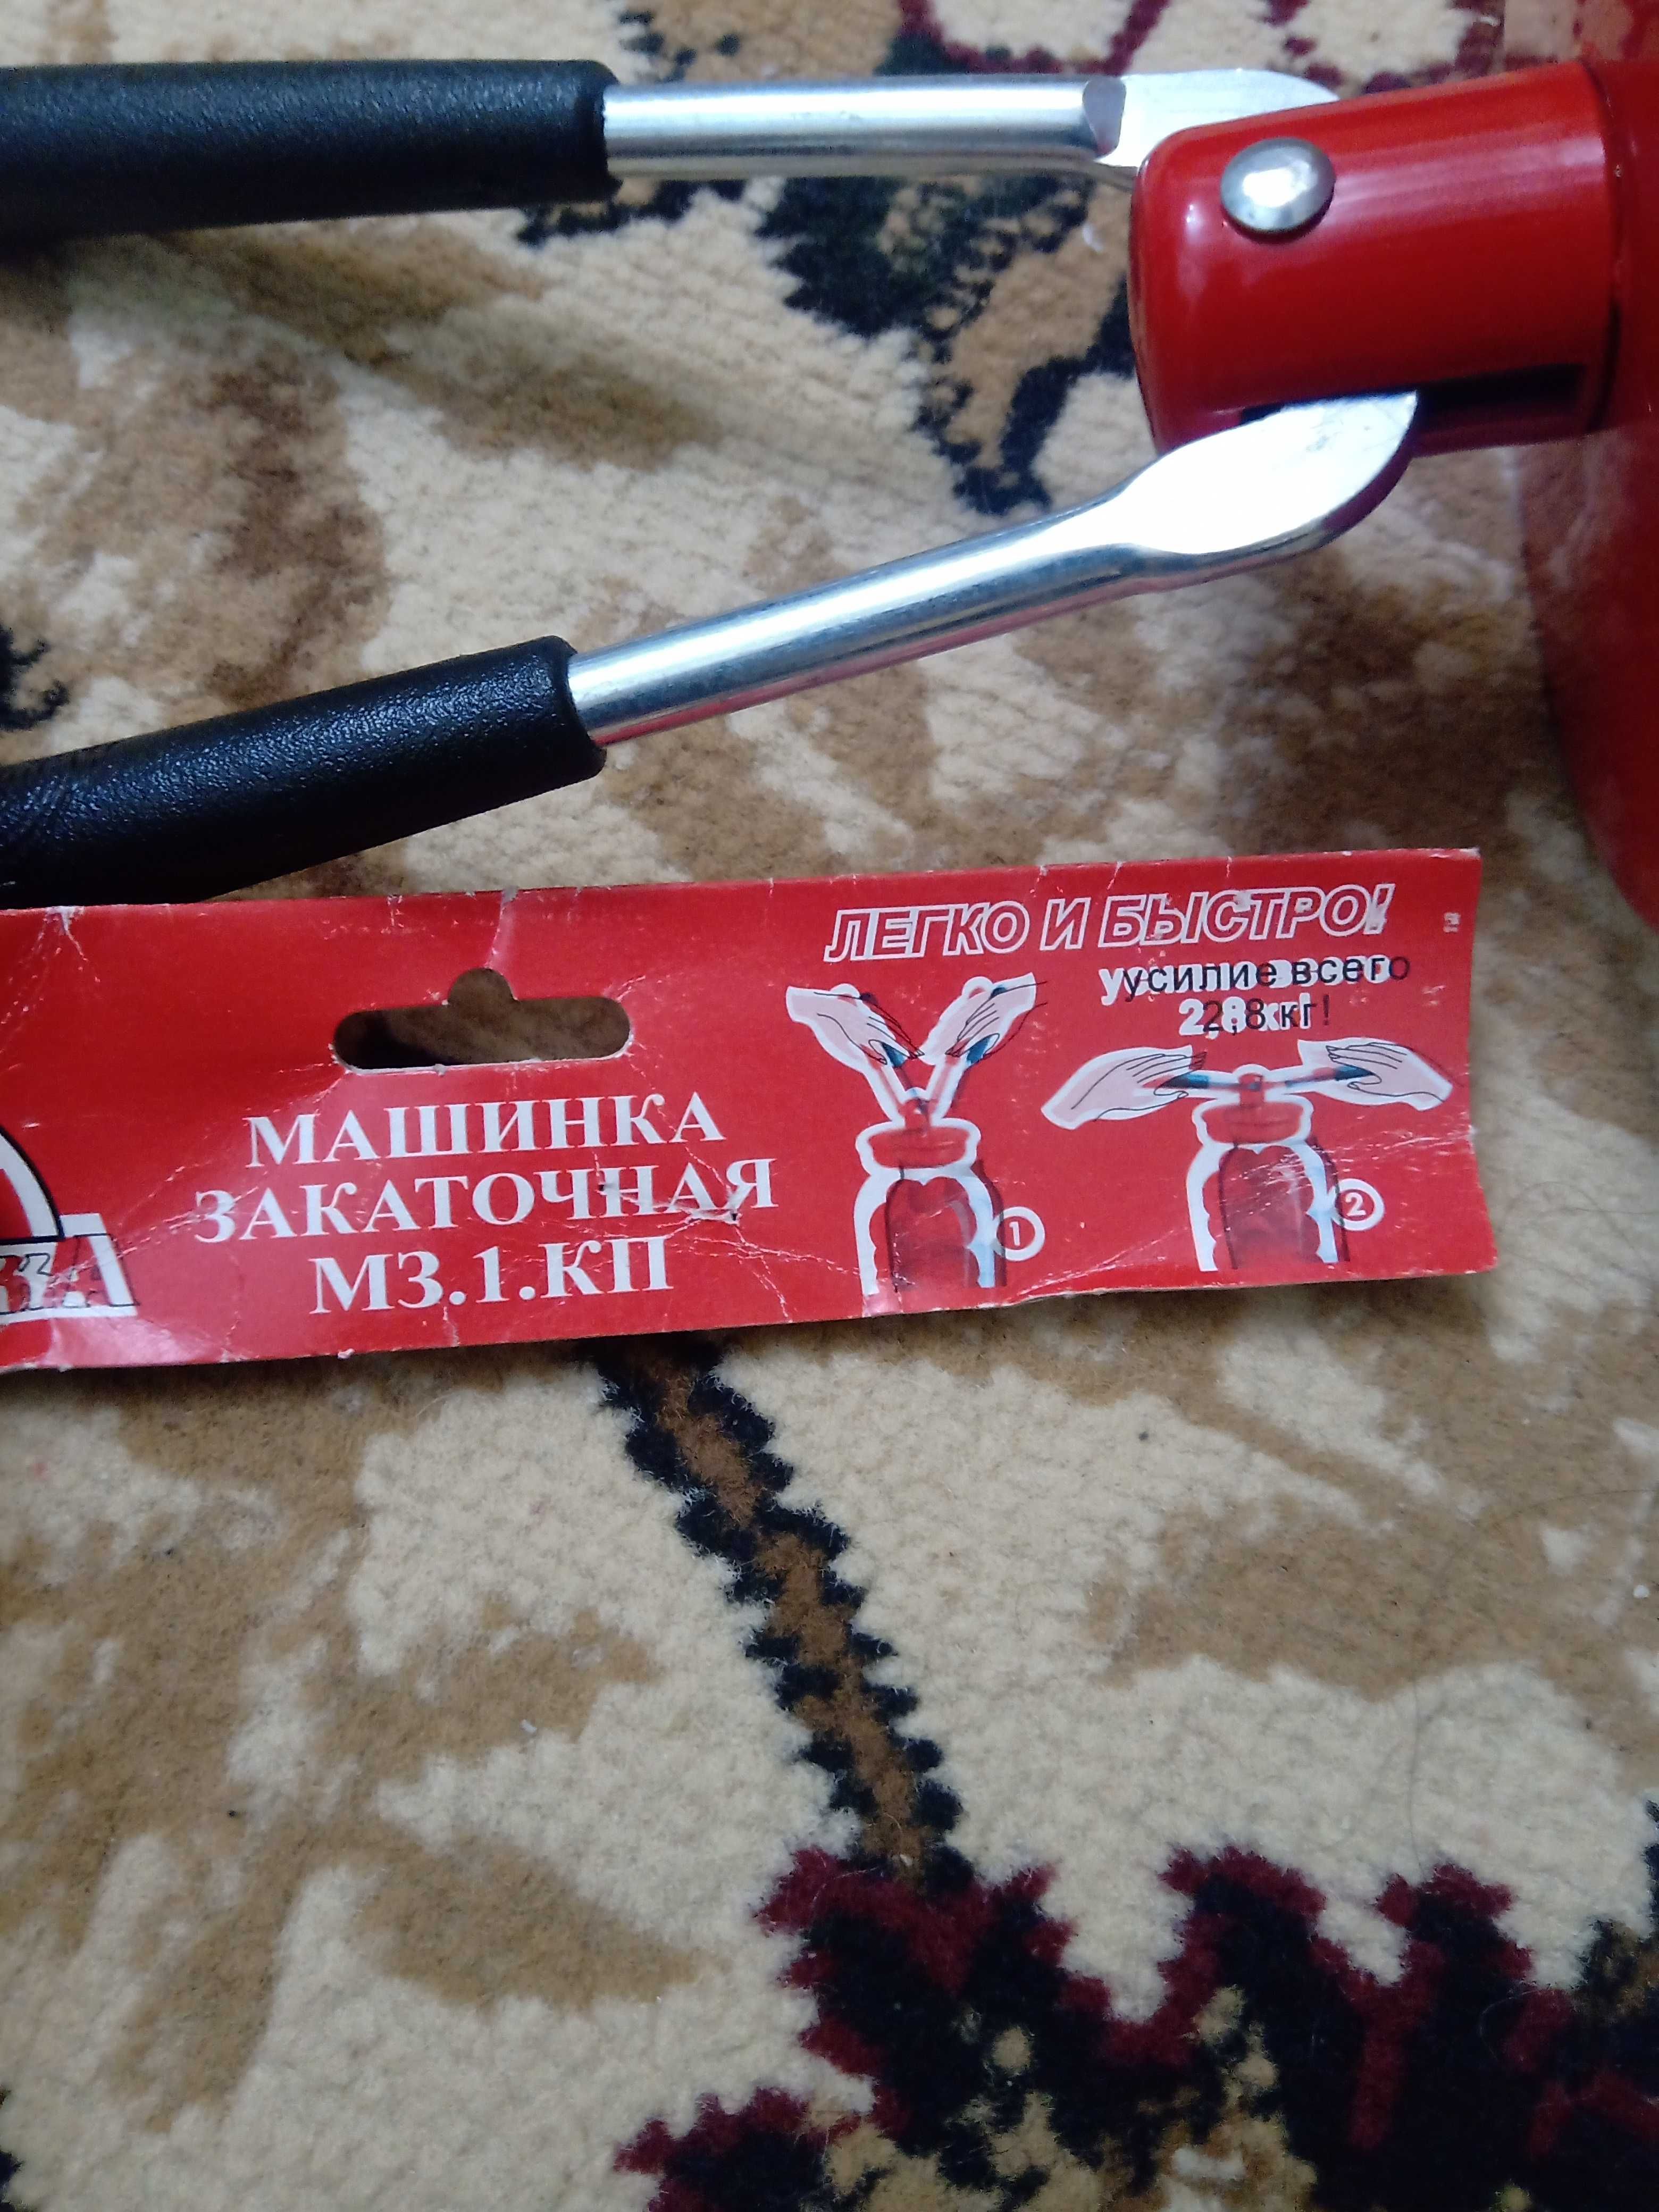 ЛЕГКО И БЫСТРО!
усилие всего
2,8 кг!
МАШИНКА
ЗАКАТОЧНАЯ
МЗ.1.КП
1
2